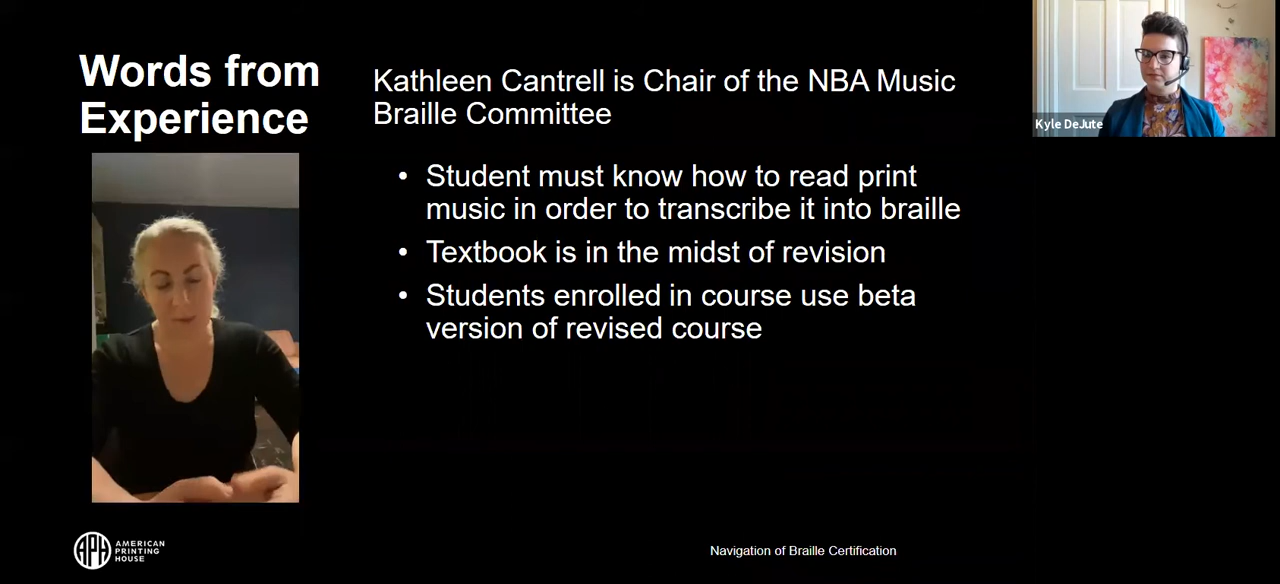 Words from
Experience
Kathleen Cantrell is Chair of the NBA Music
Braille Committee
• Student must know how to read print
music in order to transcribe it into braille
• Textbook is in the midst of revision
• Students enrolled in course use beta
version of revised course
Kyle DeJute
APH
AMERICAN
PRINTING
HOUSE
Navigation of Braille Certification